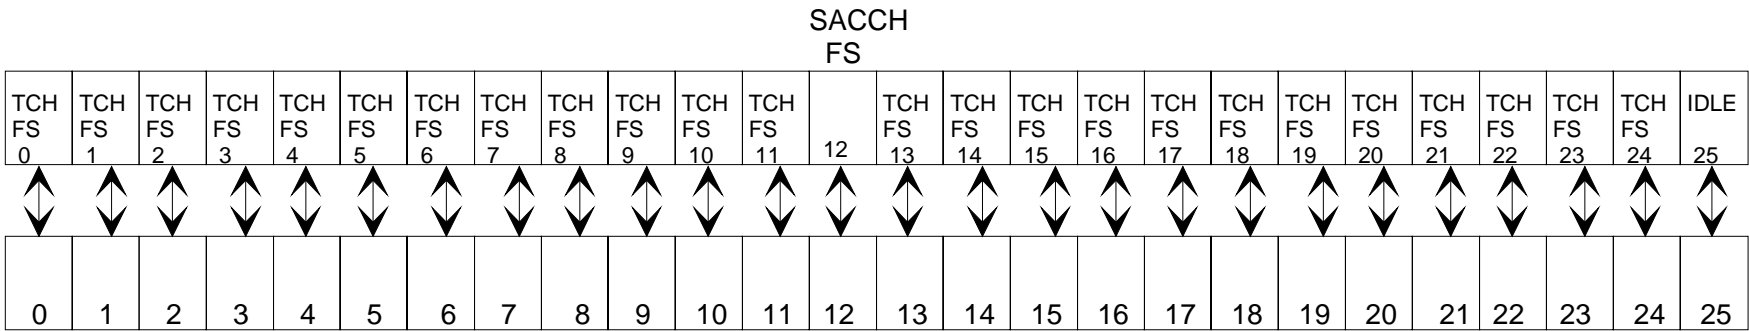 SACCH
FS
TCH TCH TCH TCH TCH TCH TCH TCH TCH TCH TCH TCH TCH TCH TCH TCH TCH TCH TCH TCH TCH TCH TCH TCH IDLE
FS FS FS FS FS FS FS FS FS FS FS FS FS FS FS FS FS FS FS FS FS FS FS FS
0 1 2 3 4 5 6 7 8 9 10 11 12 13 14 15 16 17 18 19 20 21 22 23 24 25
0 1 2 3 4 5 6 7 8 9 10 11 12 13 14 15 16 17 18 19 20 21 22 23 24 25